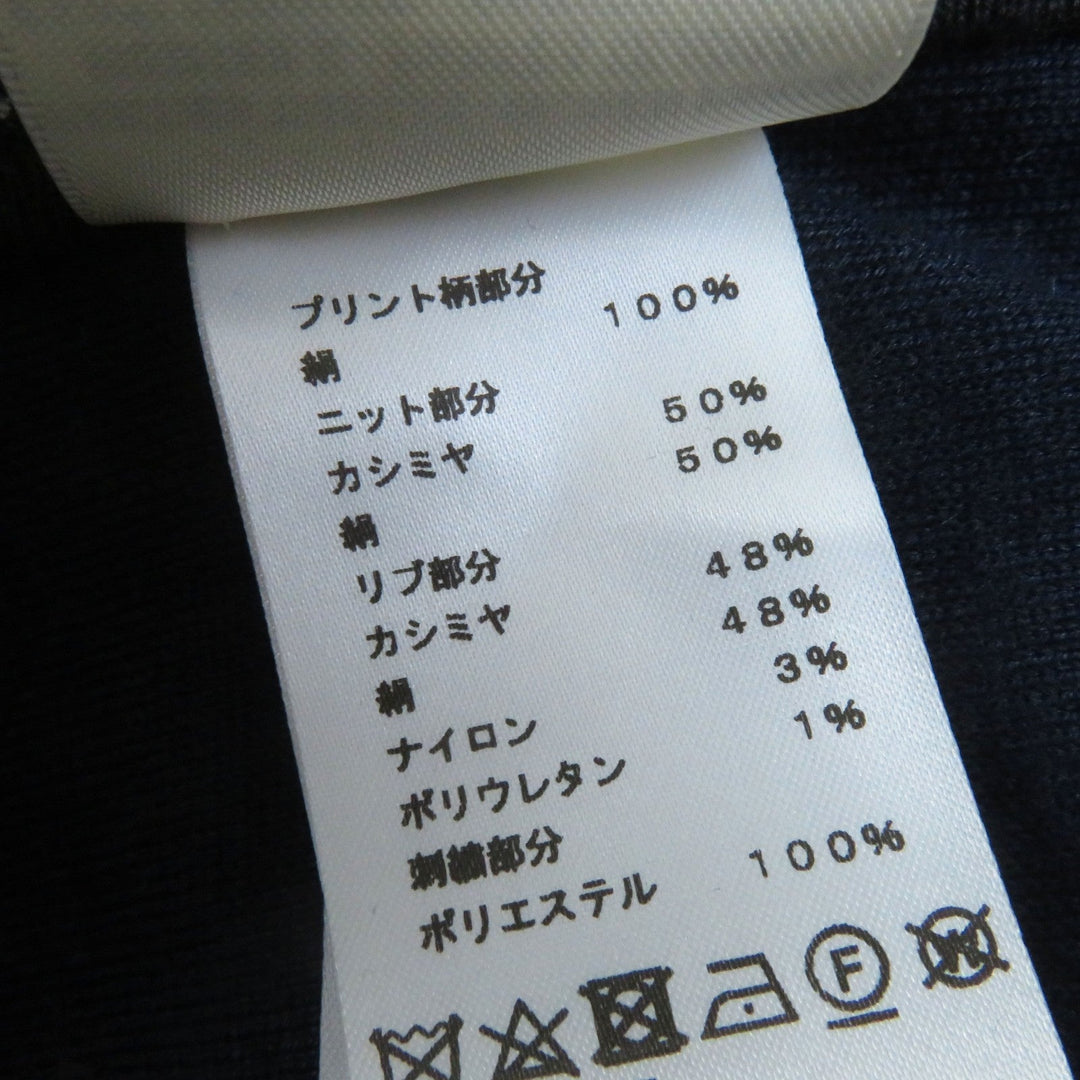 プリント柄部分
絹 100%
ニット部分
カシミヤ 50%
絹 50%
リブ部分
カシミヤ 48%
絹 48%
ナイロン 3%
ポリウレタン 1%
刺繍部分
ポリエステル 100%
F W